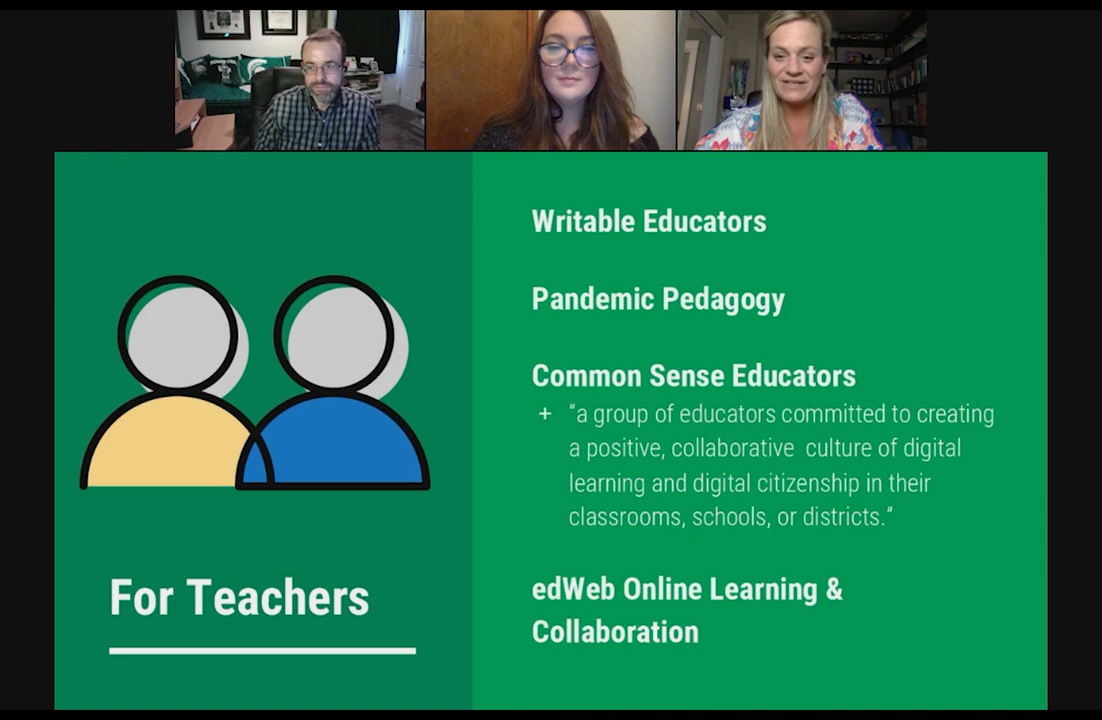 Writable Educators
Pandemic Pedagogy
Common Sense Educators
+ “a group of educators committed to creating
a positive, collaborative culture of digital
learning and digital citizenship in their
classrooms, schools, or districts.”
edWeb Online Learning &
Collaboration
For Teachers